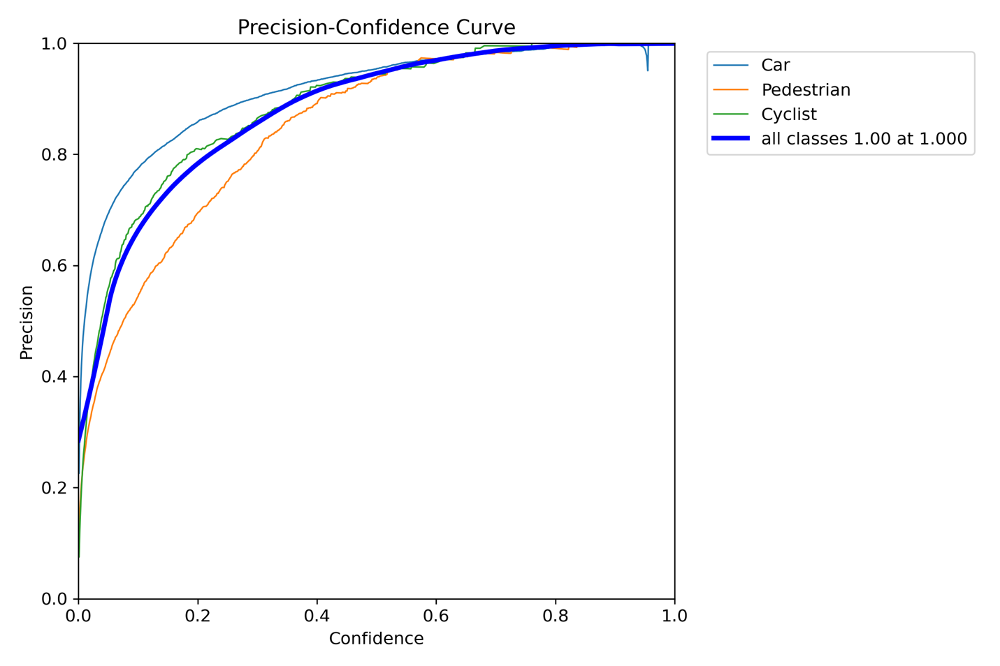 Precision-Confidence Curve
1.0
0.8
0.6
0.4
0.2
0.0
Precision
0.0 0.2 0.4 0.6 0.8 1.0
Confidence
Car
Pedestrian
Cyclist
all classes 1.00 at 1.000